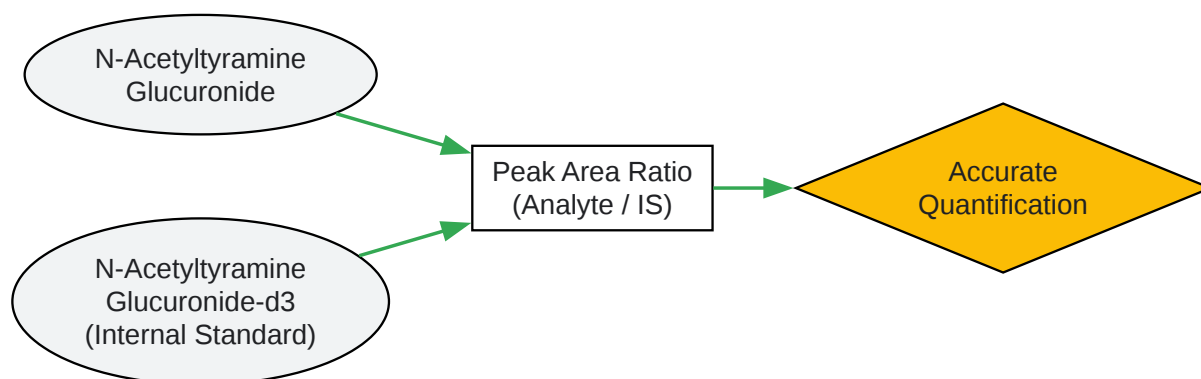 N-Acetyltyramine
Glucuronide
N-Acetyltyramine
Glucuronide-d3
(Internal Standard)
Peak Area Ratio
(Analyte / IS)
Accurate
Quantification